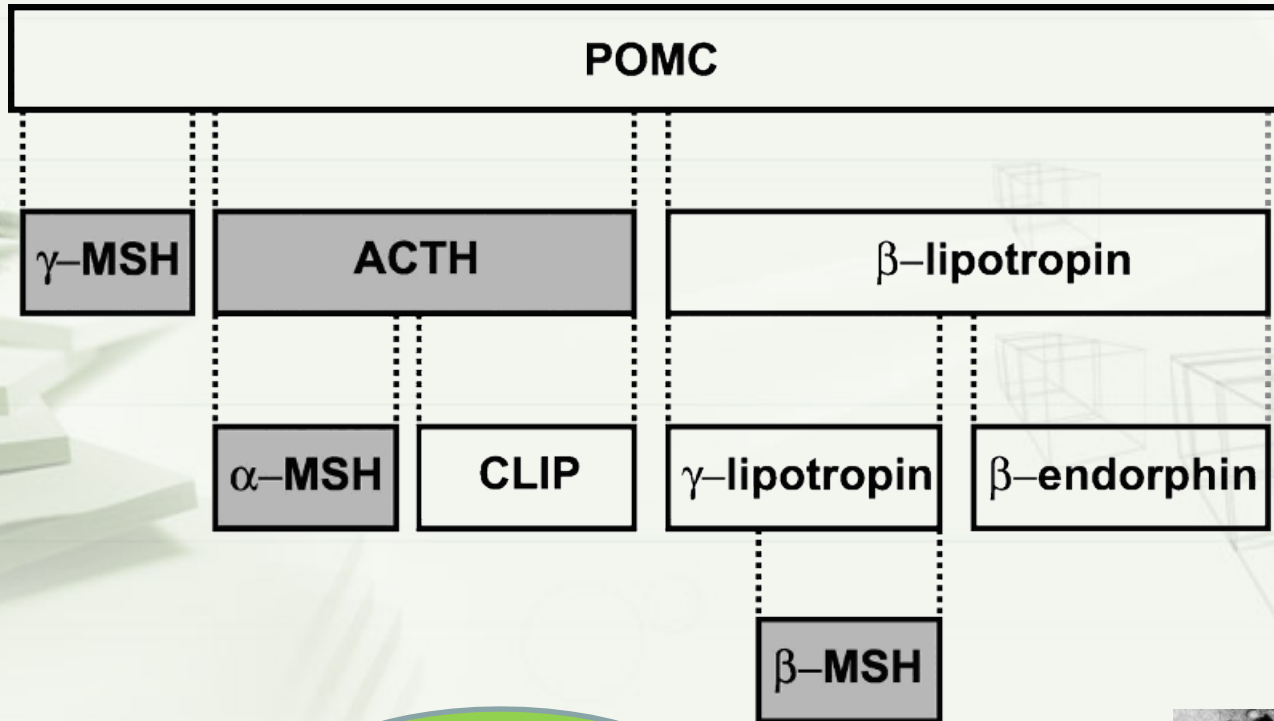 POMC
γ–MSH ACTH β–lipotropin
α–MSH CLIP γ–lipotropin β–endorphin
β–MSH